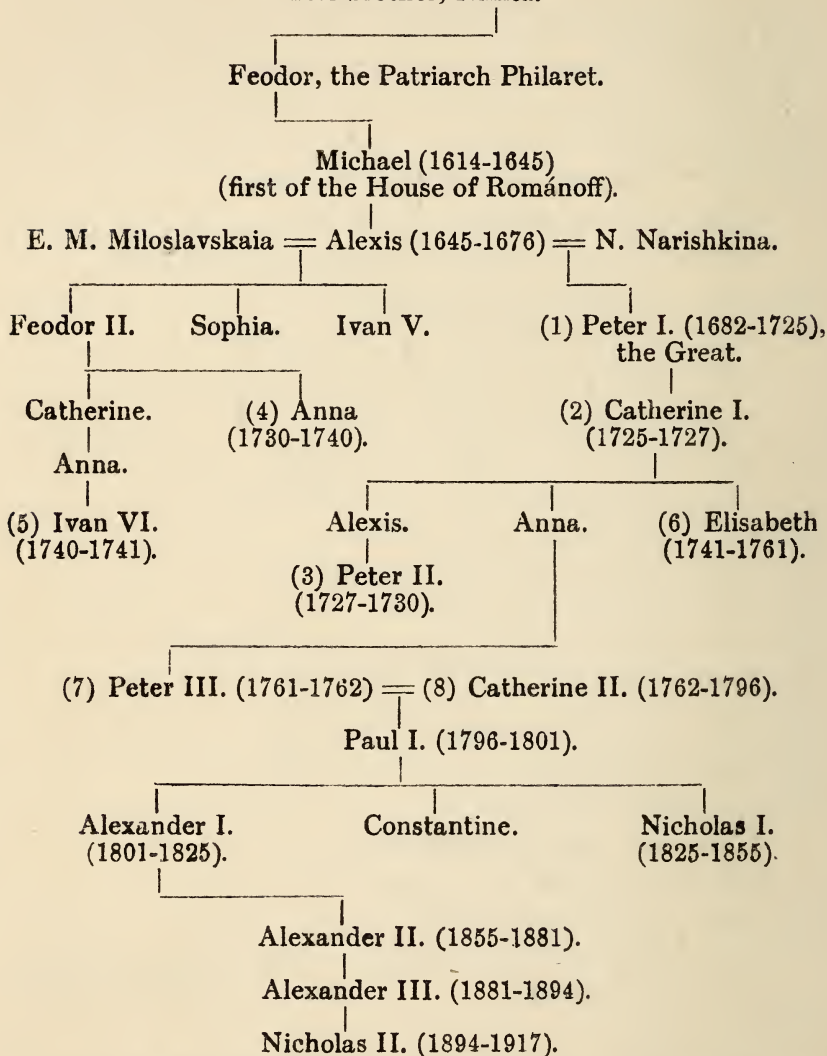 Feodor, the Patriarch Philaret.
Michael (1614-1645)
(first of the House of Románoff).
E. M. Miloslavskaia = Alexis (1645-1676) = N. Narishkina.
Feodor II. Sophia. Ivan V. (1) Peter I. (1682-1725),
the Great.
Catherine. (4) Anna (2) Catherine I.
(1730-1740). (1725-1727).
Anna.
(5) Ivan VI. Alexis. Anna. (6) Elisabeth
(1740-1741). (1741-1761).
(3) Peter II.
(1727-1730).
(7) Peter III. (1761-1762) = (8) Catherine II. (1762-1796).
Paul I. (1796-1801).
Alexander I. Constantine. Nicholas I.
(1801-1825). (1825-1855).
Alexander II. (1855-1881).
Alexander III. (1881-1894).
Nicholas II. (1894-1917).